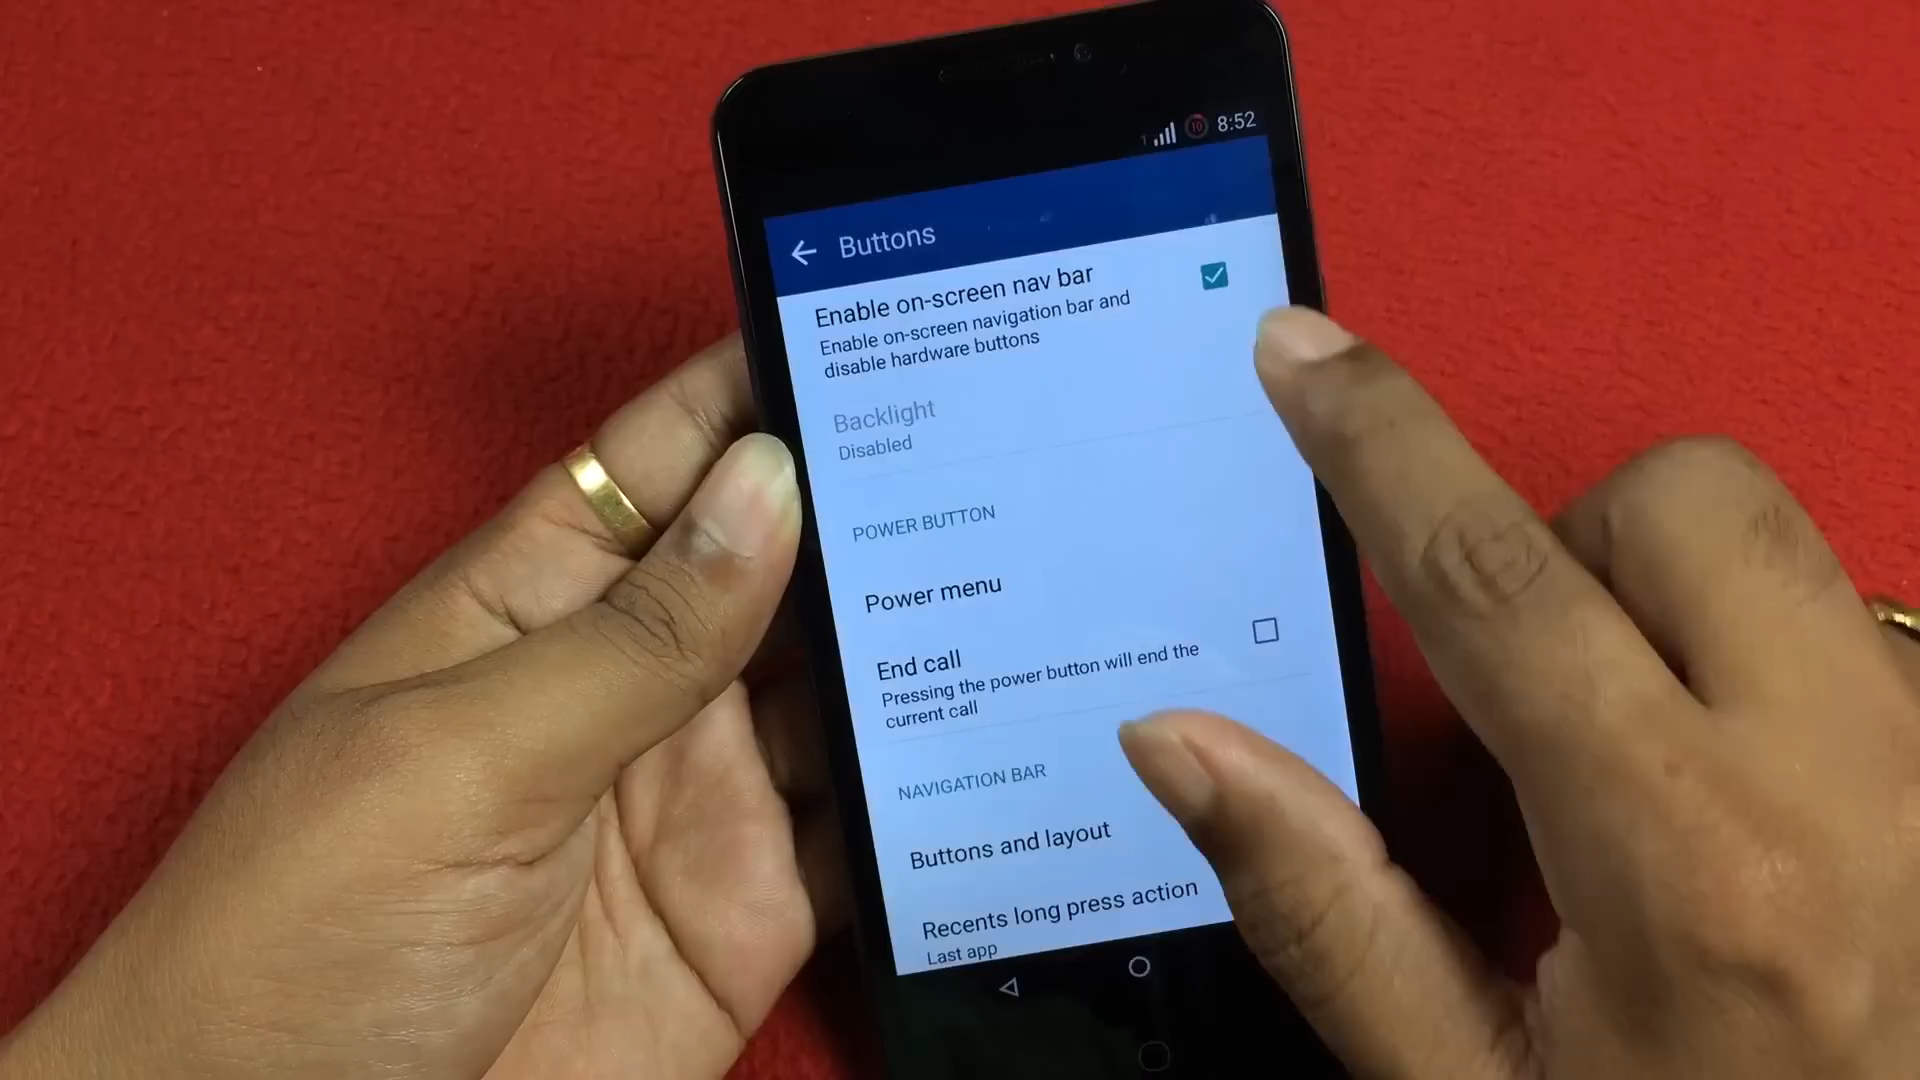 1 10 8:52
Buttons
Enable on-screen nav bar
Enable on-screen navigation bar and
disable hardware buttons
Backlight
Disabled
POWER BUTTON
Power menu
End call
Pressing the power button will end the
current call
NAVIGATION BAR
Buttons and layout
Recents long press action
Last app